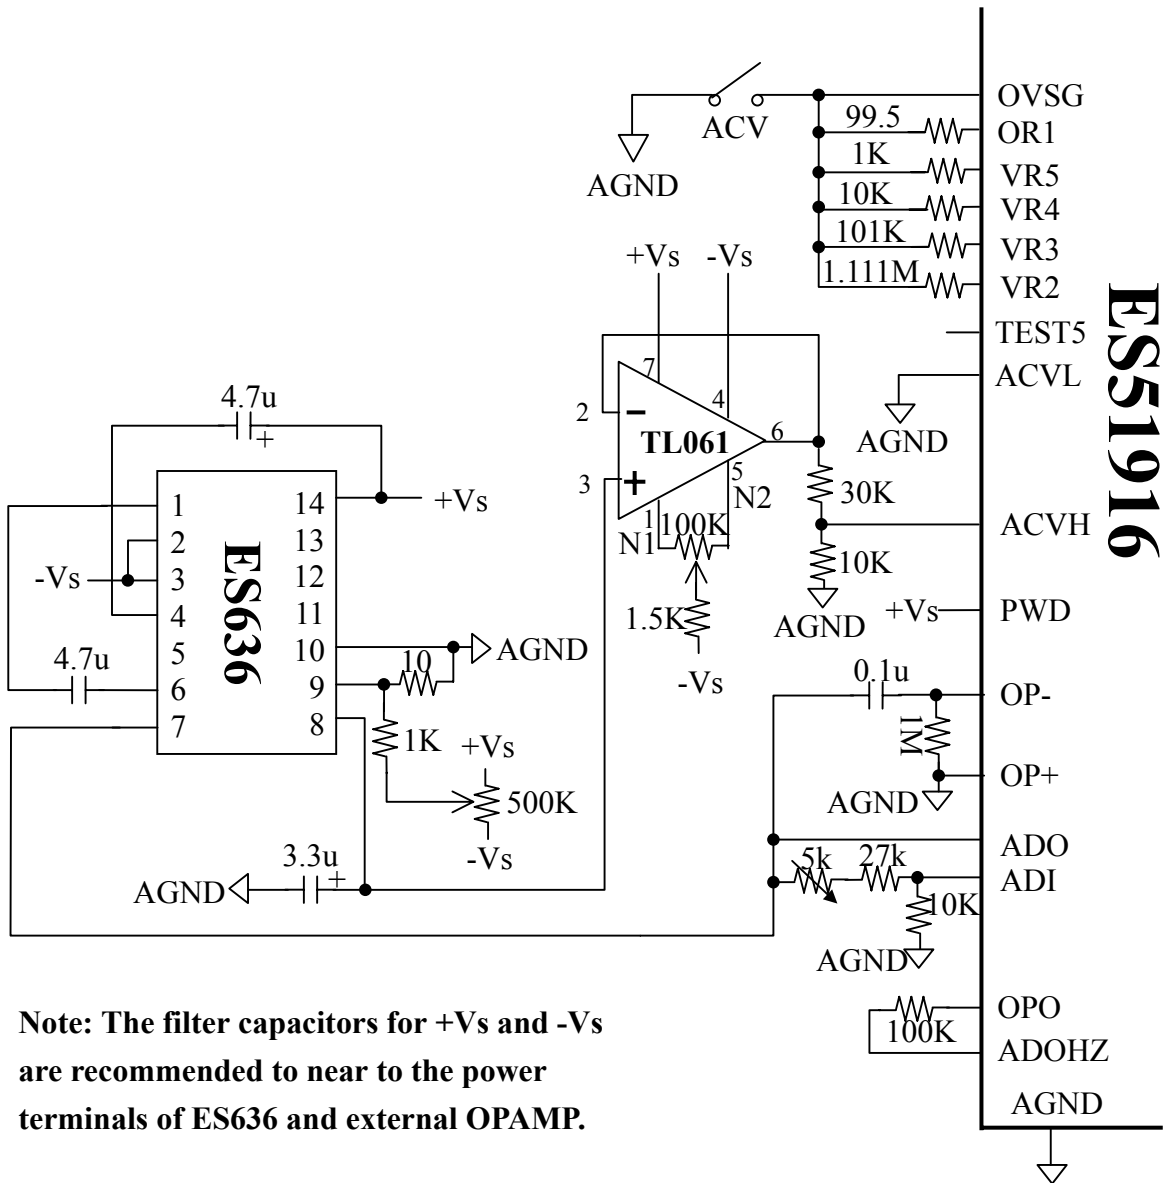 OVSG
ACV
99.5
OR1
AGND
1K
VR5
10K
VR4
101K
VR3
+Vs -Vs
1.111M
VR2
ES51916
TEST5
7
ACVL
4.7u
+
4
2
AGND
TL061
6
3
5
N2
30K
1
14
+Vs
1
100K
N1
ACVH
2
13
ES636
-Vs
3
12
10K
4
11
1.5K
AGND
+Vs
PWD
5
10
AGND
4.7u
10
-Vs
0.1u
6
9
OP-
7
8
1K
+Vs
1M
500K
OP+
AGND
-Vs
3.3u
+
ADO
5k
27k
AGND
ADI
10K
AGND
Note: The filter capacitors for +Vs and -Vs
are recommended to near to the power
terminals of ES636 and external OPAMP.
OPO
100K
ADOHZ
AGND